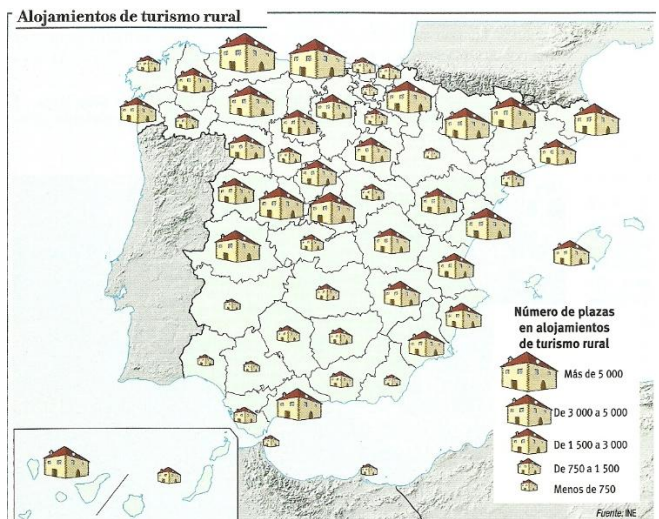 Alojamientos de turismo rural
Número de plazas
en alojamientos
de turismo rural
Más de 5 000
De 3 000 a 5 000
De 1 500 a 3 000
De 750 a 1 500
Menos de 750
Fuente: INE